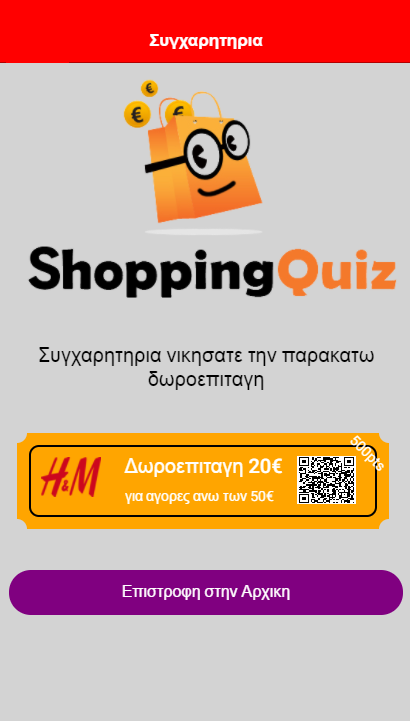 Συγχαρητηρια
ShoppingQuiz
Συγχαρητηρια νικησατε την παρακατω
δωροεπιταγη
H&M
Δωροεπιταγη 20€
για αγορες ανω των 50€
500pts
Επιστροφη στην Αρχικη